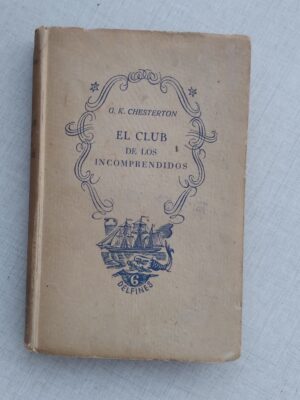 G. K. CHESTERTON
EL CLUB
DE LOS
INCOMPRENDIDOS
6
DELFINES